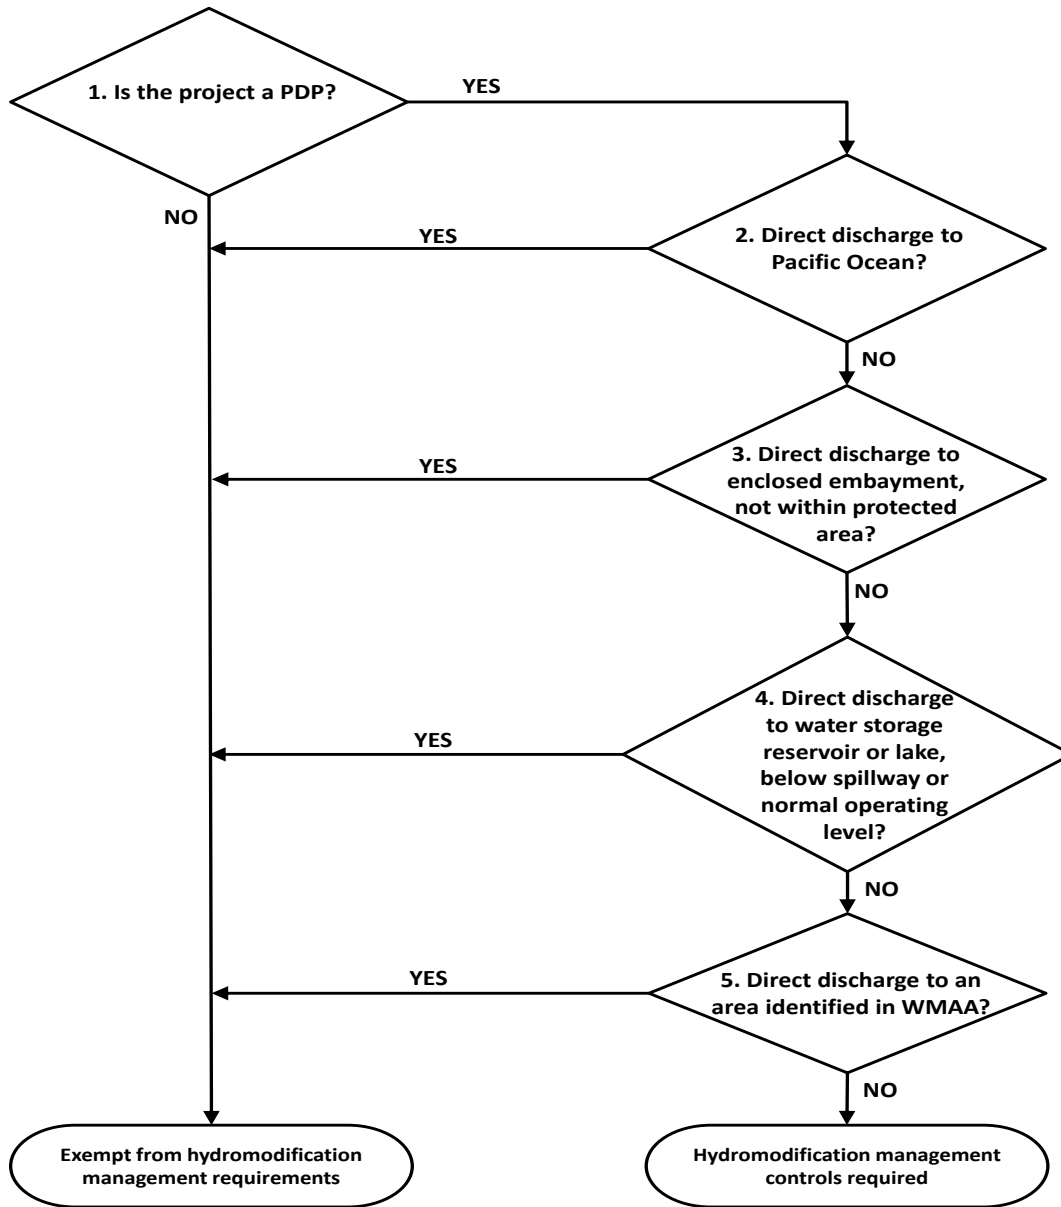 1. Is the project a PDP?
YES
NO
YES
2. Direct discharge to
Pacific Ocean?
NO
YES
3. Direct discharge to
enclosed embayment,
not within protected
area?
NO
YES
4. Direct discharge
to water storage
reservoir or lake,
below spillway or
normal operating
level?
NO
YES
5. Direct discharge to an
area identified in WMAA?
NO
Exempt from hydromodification
management requirements
Hydromodification management
controls required